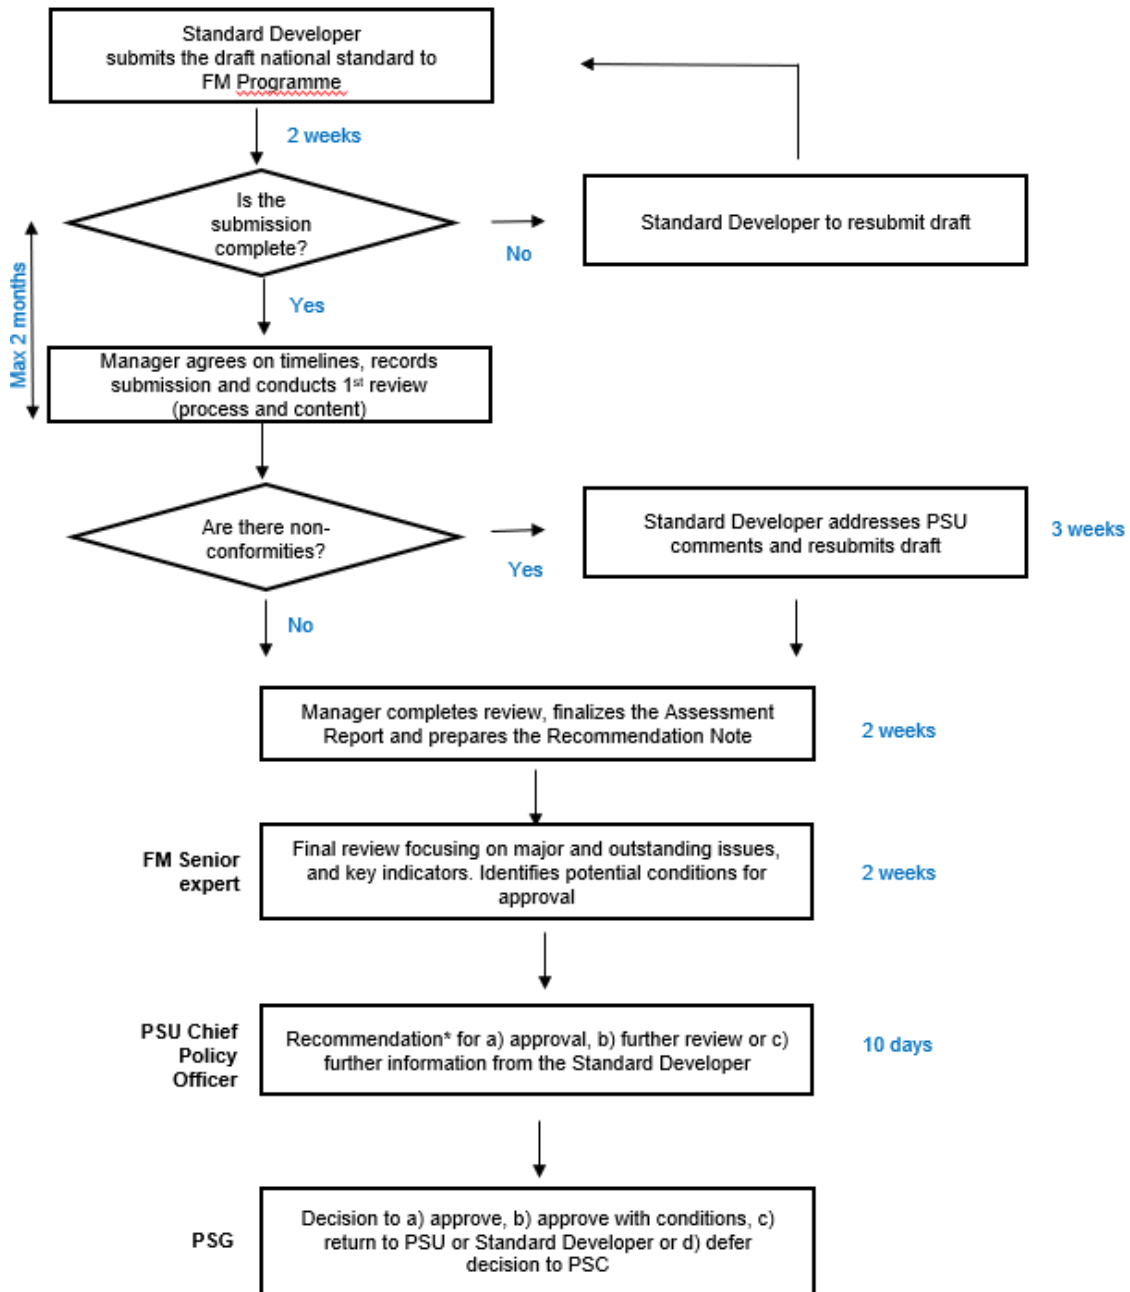 Standard Developer
submits the draft national standard to
FM Programme
2 weeks
Is the
submission
complete?
No
Standard Developer to resubmit draft
Max 2 months
Yes
Manager agrees on timelines, records
submission and conducts 1st review
(process and content)
Are there non-
conformities?
Yes
Standard Developer addresses PSU
comments and resubmits draft
3 weeks
No
Manager completes review, finalizes the Assessment
Report and prepares the Recommendation Note
2 weeks
FM Senior
expert
Final review focusing on major and outstanding issues,
and key indicators. Identifies potential conditions for
approval
2 weeks
PSU Chief
Policy
Officer
Recommendation* for a) approval, b) further review or c)
further information from the Standard Developer
10 days
PSG
Decision to a) approve, b) approve with conditions, c)
return to PSU or Standard Developer or d) defer
decision to PSC